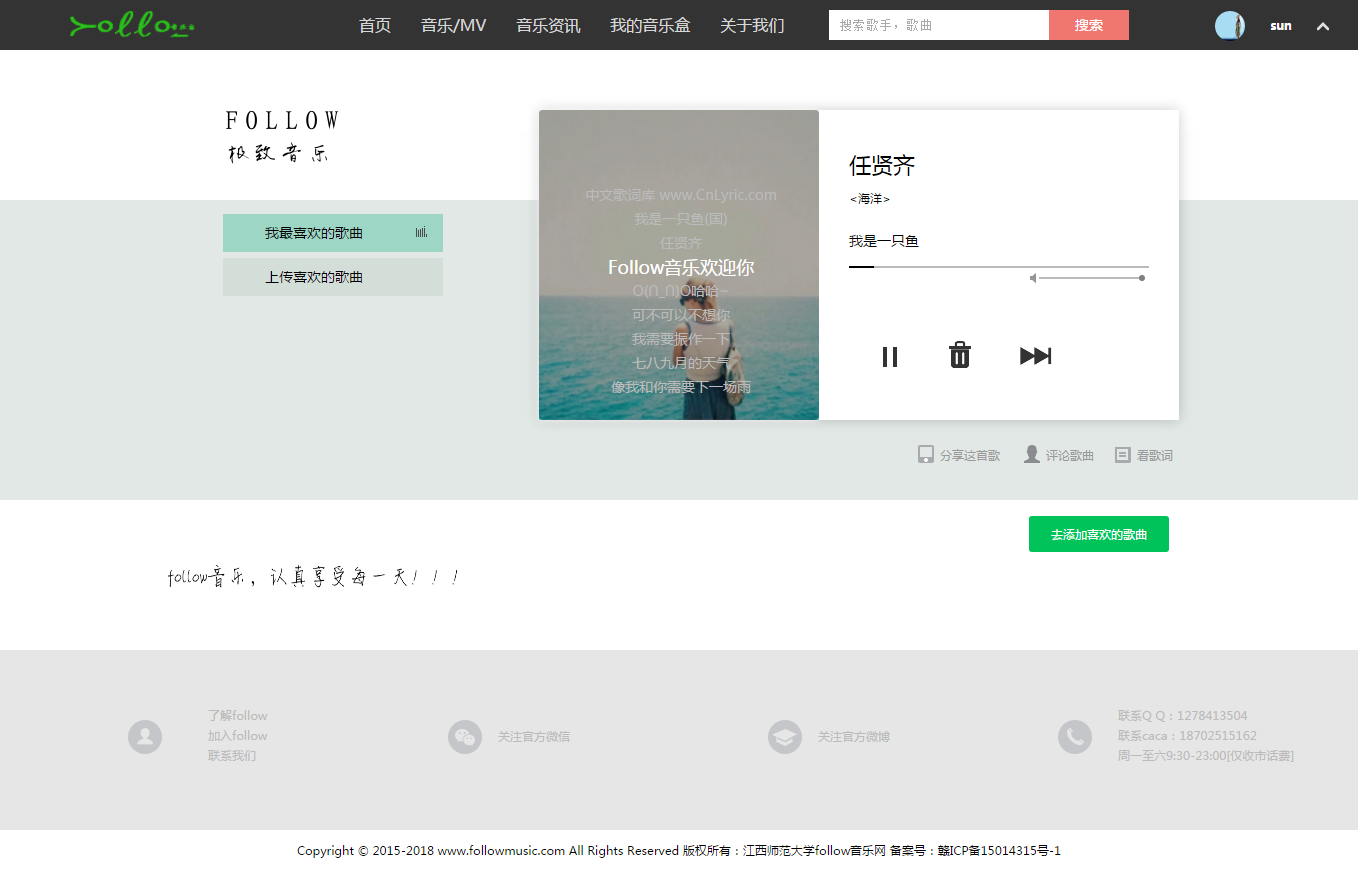 follow
首页 音乐/MV 音乐资讯 我的音乐盒 关于我们 搜索歌手，歌曲 搜索 sun
FOLLOW
极致音乐
我最喜欢的歌曲
上传喜欢的歌曲
中文歌词库 www.CnLyric.com
我是一只鱼(国)
任贤齐
Follow音乐欢迎你
O(∩_∩)O哈哈~
可不可以不想你
我需要振作一下
七八九月的天气
像我和你需要下一场雨
任贤齐
<海洋>
我是一只鱼
分享这首歌 评论歌曲 看歌词
去添加喜欢的歌曲
follow音乐，认真享受每一天！！！
了解follow
加入follow
联系我们
关注官方微信
关注官方微博
联系Q Q：1278413504
联系caca：18702515162
周一至六9:30-23:00[仅收市话费]
Copyright © 2015-2018 www.followmusic.com All Rights Reserved 版权所有：江西师范大学follow音乐网 备案号：赣ICP备15014315号-1